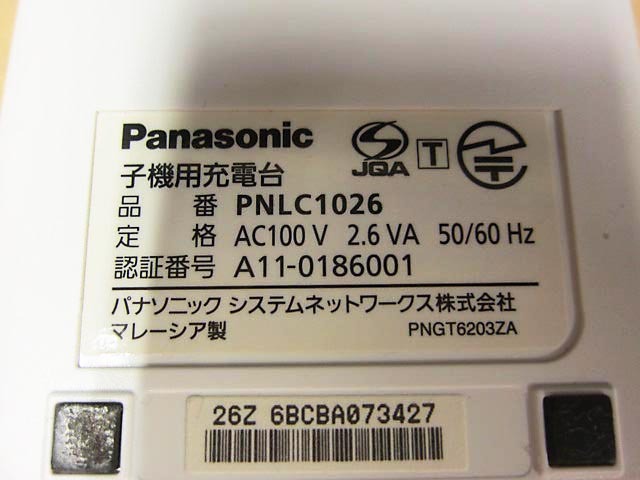 Panasonic
JQA
T
子機用充電台
品 番 PNLC1026
定 格 AC100 V 2.6 VA 50/60 Hz
認証番号 A11-0186001
パナソニック システムネットワークス株式会社
マレーシア製 PNGT6203ZA
26Z 6BCBA073427